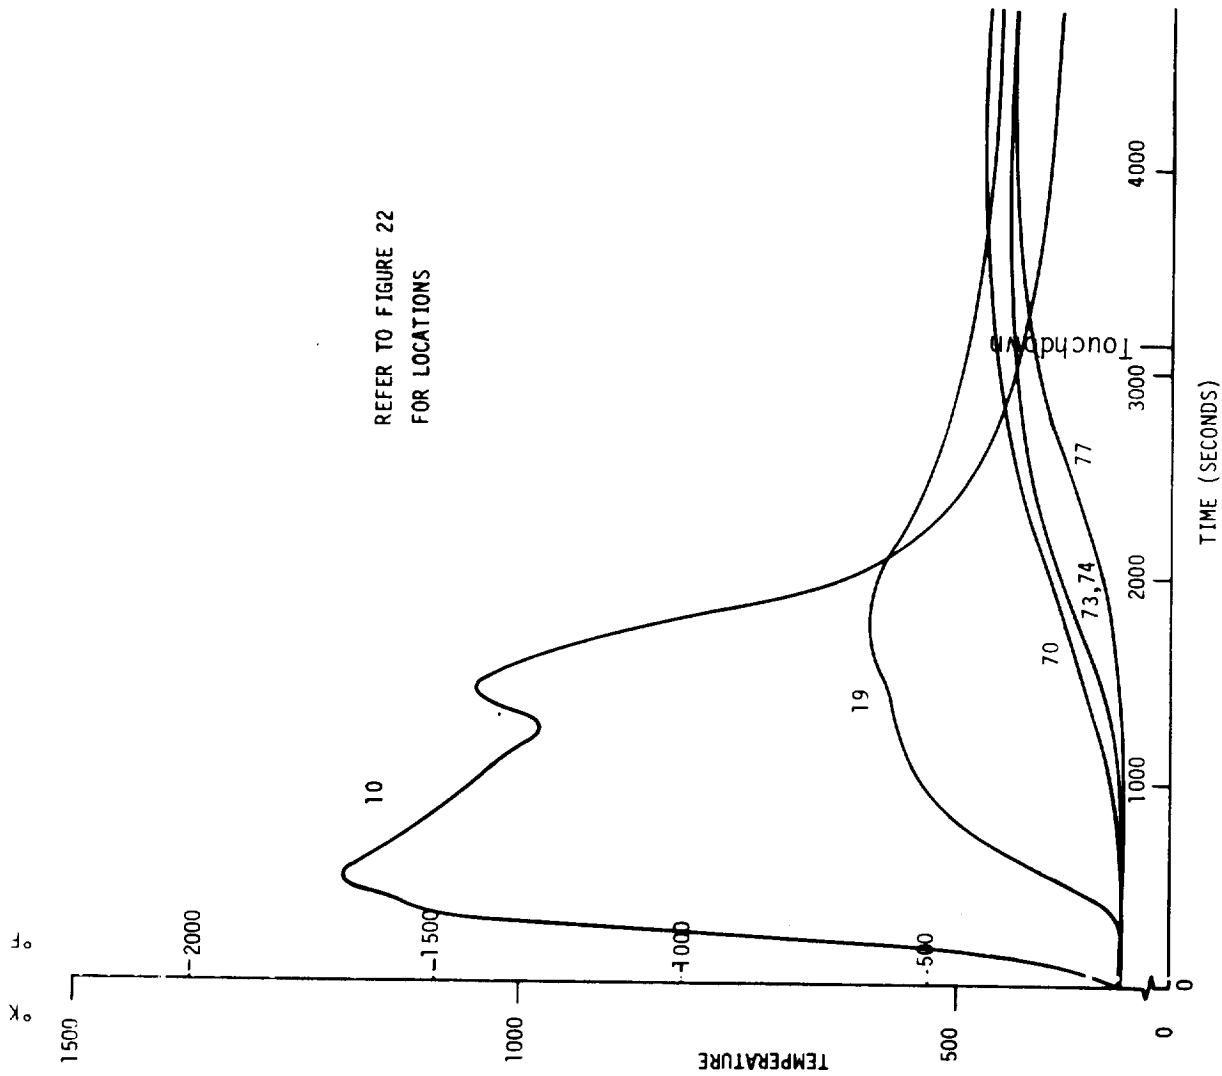 °K
°F
1500
1000
500
0
-2000
-1500
-1000
-500
TEMPERATURE
REFER TO FIGURE 22
FOR LOCATIONS
10
19
70
73,74
77
Touchdown
0
1000
2000
3000
4000
TIME (SECONDS)